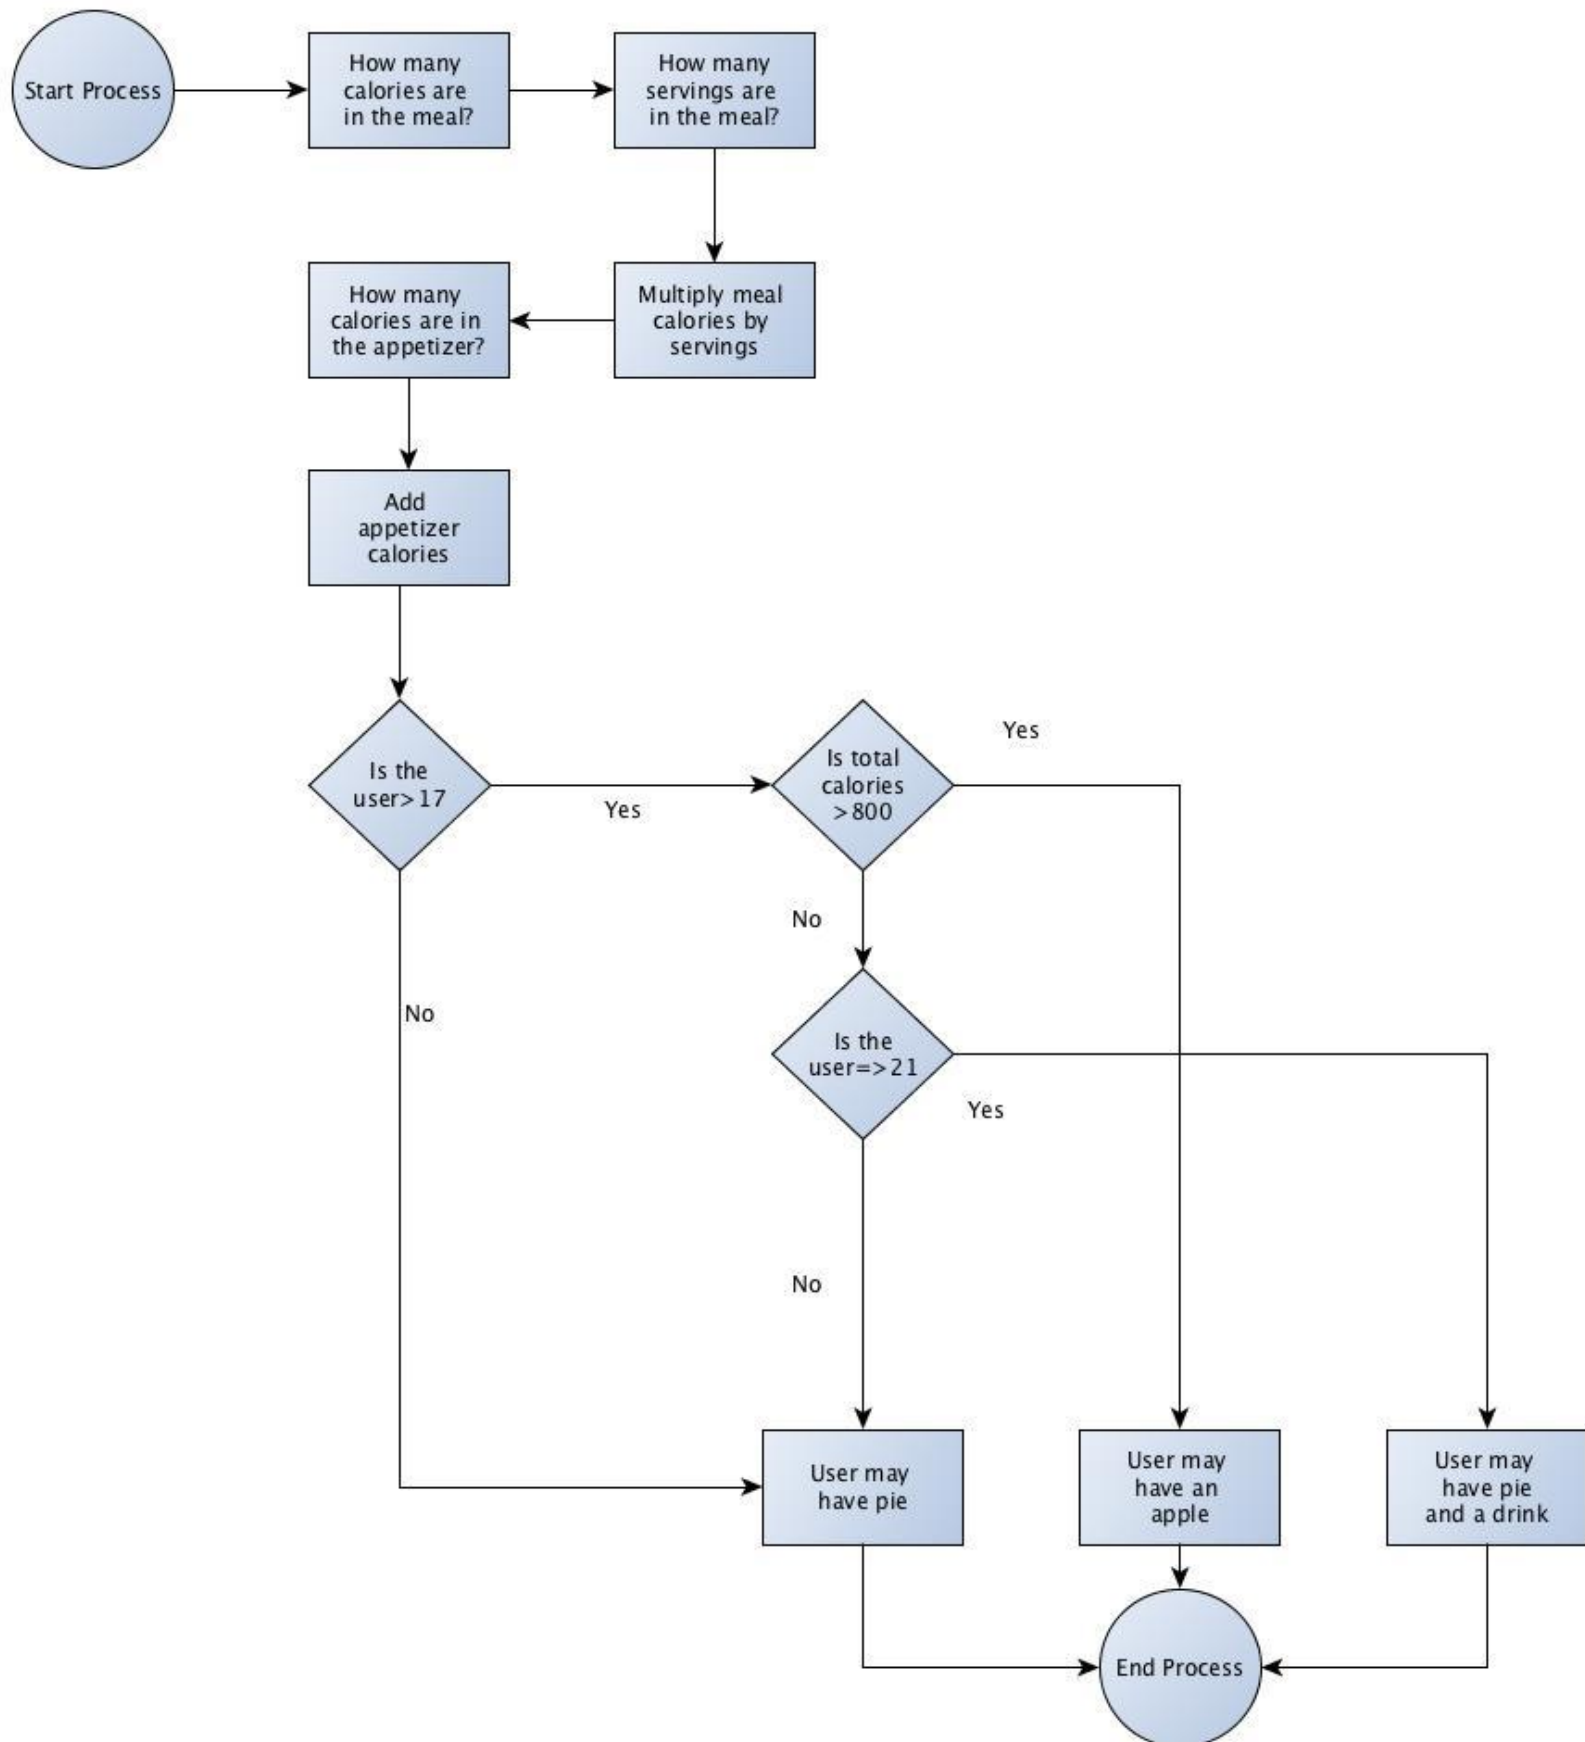 Start Process
How many
calories are
in the meal?
How many
servings are
in the meal?
How many
calories are in
the appetizer?
Multiply meal
calories by
servings
Add
appetizer
calories
Is the
user>17
Yes
Is total
calories
>800
Yes
No
No
Is the
user=>21
Yes
No
User may
have pie
User may
have an
apple
User may
have pie
and a drink
End Process